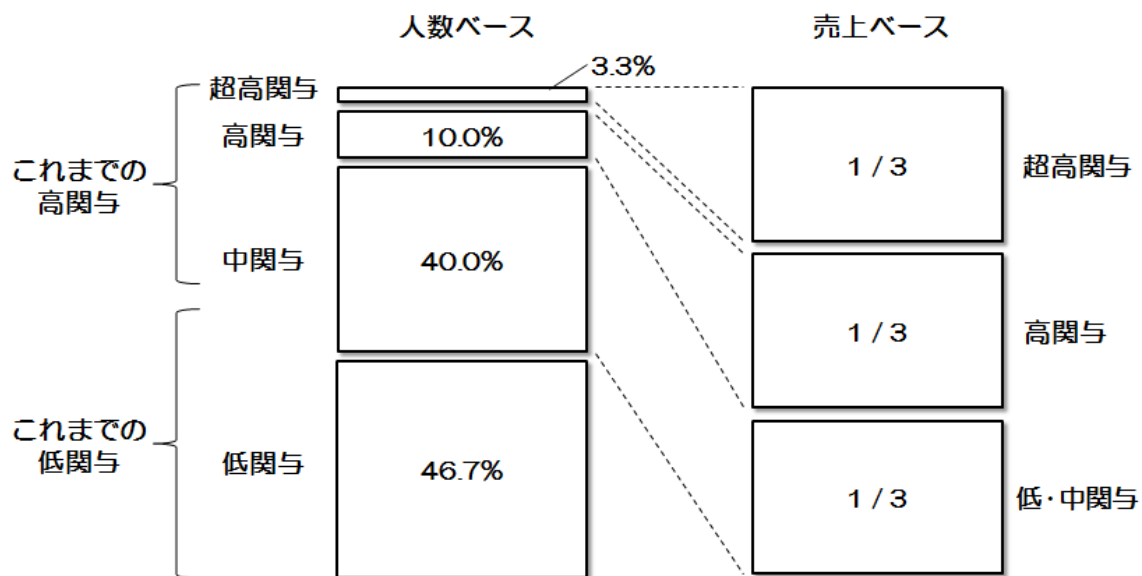 人数ベース
売上ベース
3.3%
超高関与
高関与
10.0%
1 / 3
超高関与
これまでの
高関与
中関与
40.0%
1 / 3
高関与
これまでの
低関与
低関与
46.7%
1 / 3
低・中関与